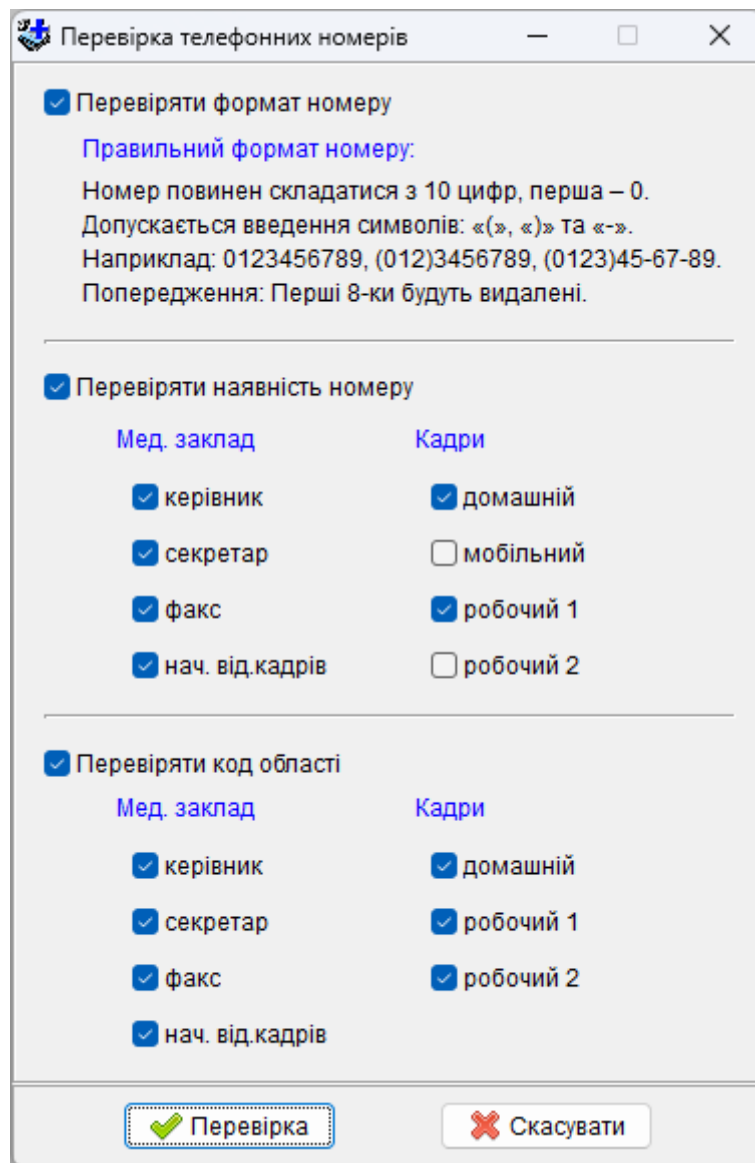 Перевірка телефонних номерів
Перевіряти формат номеру
Правильний формат номеру:
Номер повинен складатися з 10 цифр, перша – 0.
Допускається введення символів: «(», «)» та «-».
Наприклад: 0123456789, (012)3456789, (0123)45-67-89.
Попередження: Перші 8-ки будуть видалені.
Перевіряти наявність номеру
Мед. заклад Кадри
керівник домашній
секретар мобільний
факс робочий 1
нач. від.кадрів робочий 2
Перевіряти код області
Мед. заклад Кадри
керівник домашній
секретар робочий 1
факс робочий 2
нач. від.кадрів
Перевірка Скасувати